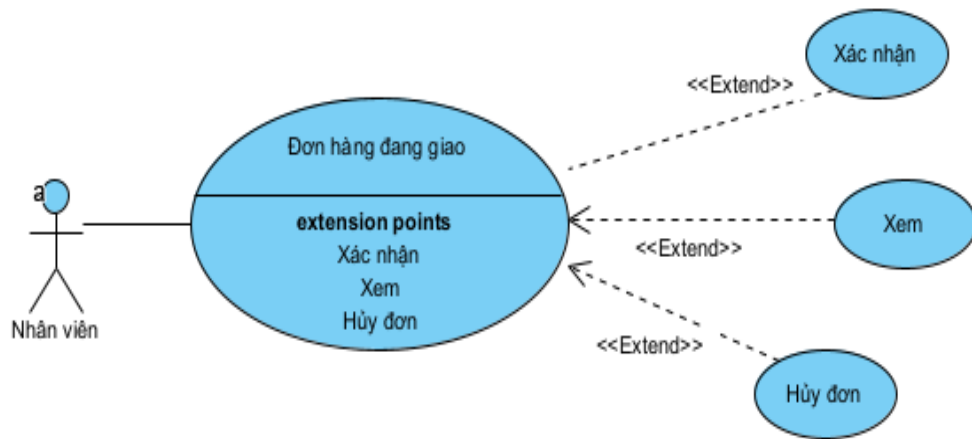 Xác nhận
<<Extend>>
Đơn hàng đang giao
a
extension points
Xác nhận
Xem
Hủy đơn
Xem
<<Extend>>
Nhân viên
<<Extend>>
Hủy đơn